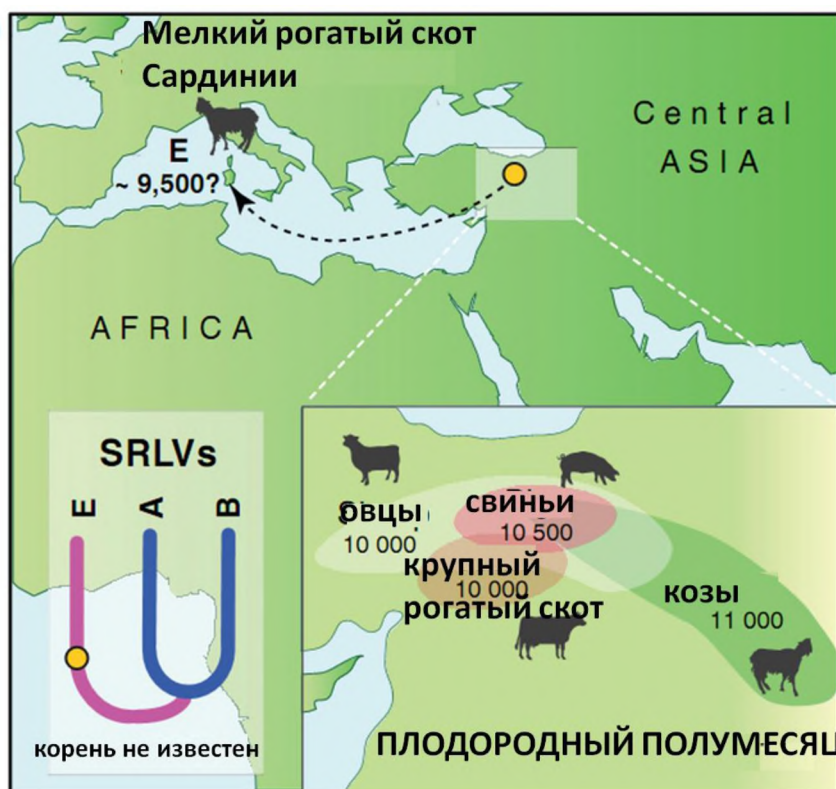 Мелкий рогатый скот
Сардинии
E
~ 9,500?
Central
ASIA
AFRICA
SRLVs
E A B
корень не известен
овцы
10 000
свиньи
10 500
крупный
10 000
рогатый скот
козы
11 000
ПЛОДОРОДНЫЙ ПОЛУМЕСЯЦ